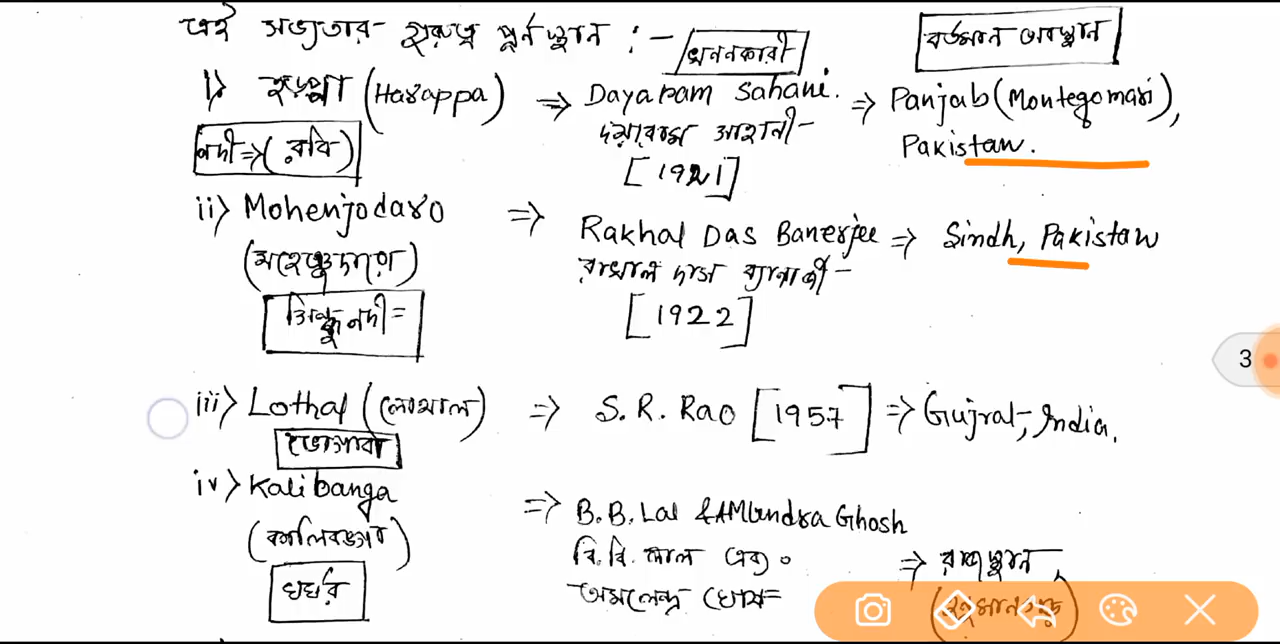 এই সভ্যতার গুরুত্ব পূর্ন স্থান : –
খননকারী
বর্তমান অবস্থান
i) হড়প্পা (Harappa) ⇒ Dayaram Sahani. ⇒ Panjab (Montegomari),
নদী ⇒ (রবি)
দয়ারাম সাহানী –
Pakistan.
[1921]
ii) Mohenjodaro ⇒ Rakhal Das Banerjee ⇒ Sindh, Pakistan
(মহেঞ্জুদারো)
রাখাল দাস ব্যানার্জী –
সিন্ধু নদী =
[1922]
3
iii) Lothal (লোথাল) ⇒ S. R. Rao [1957] ⇒ Gujrat, India.
ভোগাবা
iv) Kalibanga ⇒ B. B. Lal & AMlendra Ghosh
(কালিবঙ্গান)
বি. বি. লাল এবং
⇒ রাজস্থান
ঘর্ঘর
অমলেন্দ্র ঘোষ =